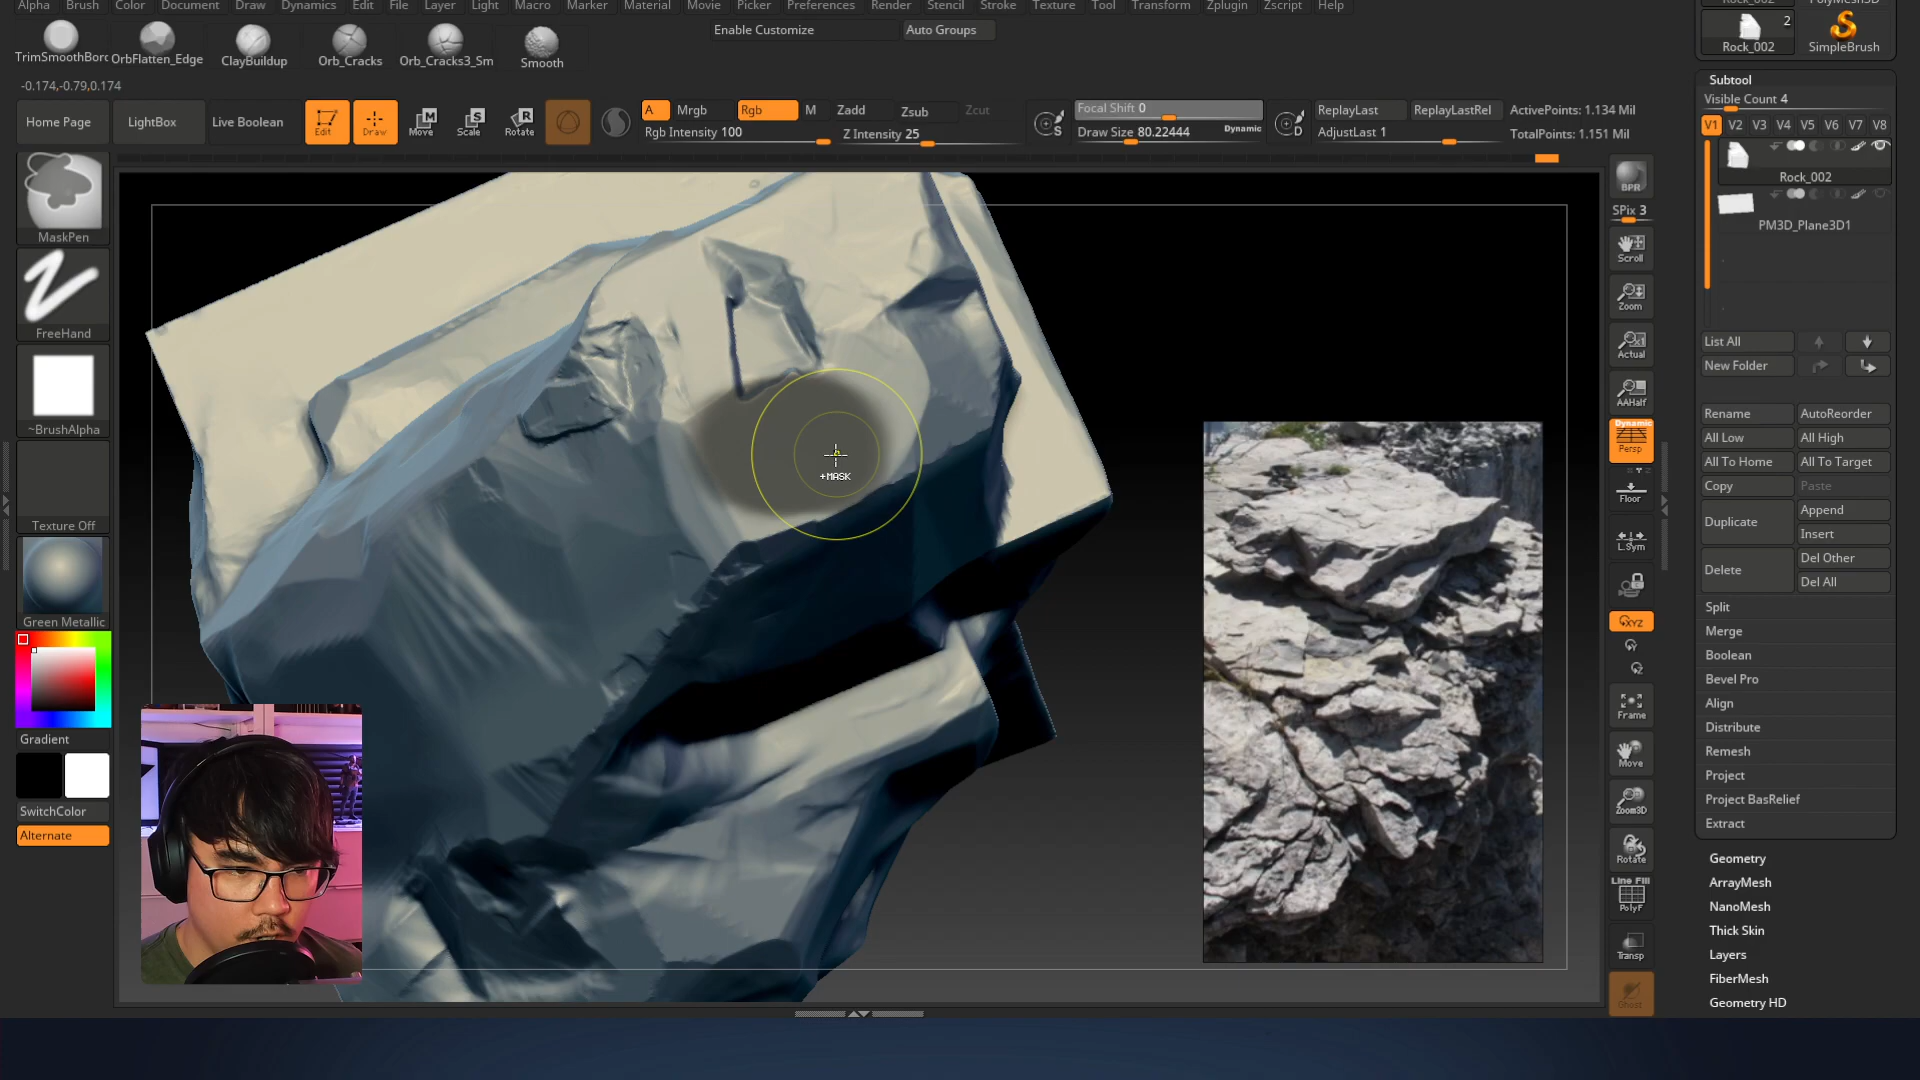 Alpha Brush Color Document Draw Dynamics Edit File Layer Light Macro Marker Material Movie Picker Preferences Render Stencil Stroke Texture Tool Transform Zplugin Zscript Help
Enable Customize Auto Groups
TrimSmoothBorc OrbFlatten_Edge ClayBuildup Orb_Cracks Orb_Cracks3_Sm Smooth
-0.174,-0.79,0.174
Home Page LightBox Live Boolean Edit Draw Move Scale Rotate
A Mrgb Rgb M Zadd Zsub Zcut
Rgb Intensity 100 Z Intensity 25
Focal Shift 0
Draw Size 80.22444 Dynamic
S D
ReplayLast ReplayLastRel
AdjustLast 1
ActivePoints: 1.134 Mil
TotalPoints: 1.151 Mil
MaskPen
FreeHand
~BrushAlpha
Texture Off
Green Metallic
Gradient
SwitchColor
Alternate
+MASK
BPR
SPix 3
Scroll
Zoom
Actual
AAHalf
Dynamic
Persp
Floor
L.Sym
XYZ
Frame
Move
Zoom3D
Rotate
Line Fill
PolyF
Transp
Ghost
Rock_002 PolyMesh3D
2
Rock_002 SimpleBrush
Subtool
Visible Count 4
V1 V2 V3 V4 V5 V6 V7 V8
Rock_002
PM3D_Plane3D1
List All
New Folder
Rename AutoReorder
All Low All High
All To Home All To Target
Copy Paste
Duplicate Append
Insert
Delete Del Other
Del All
Split
Merge
Boolean
Bevel Pro
Align
Distribute
Remesh
Project
Project BasRelief
Extract
Geometry
ArrayMesh
NanoMesh
Thick Skin
Layers
FiberMesh
Geometry HD